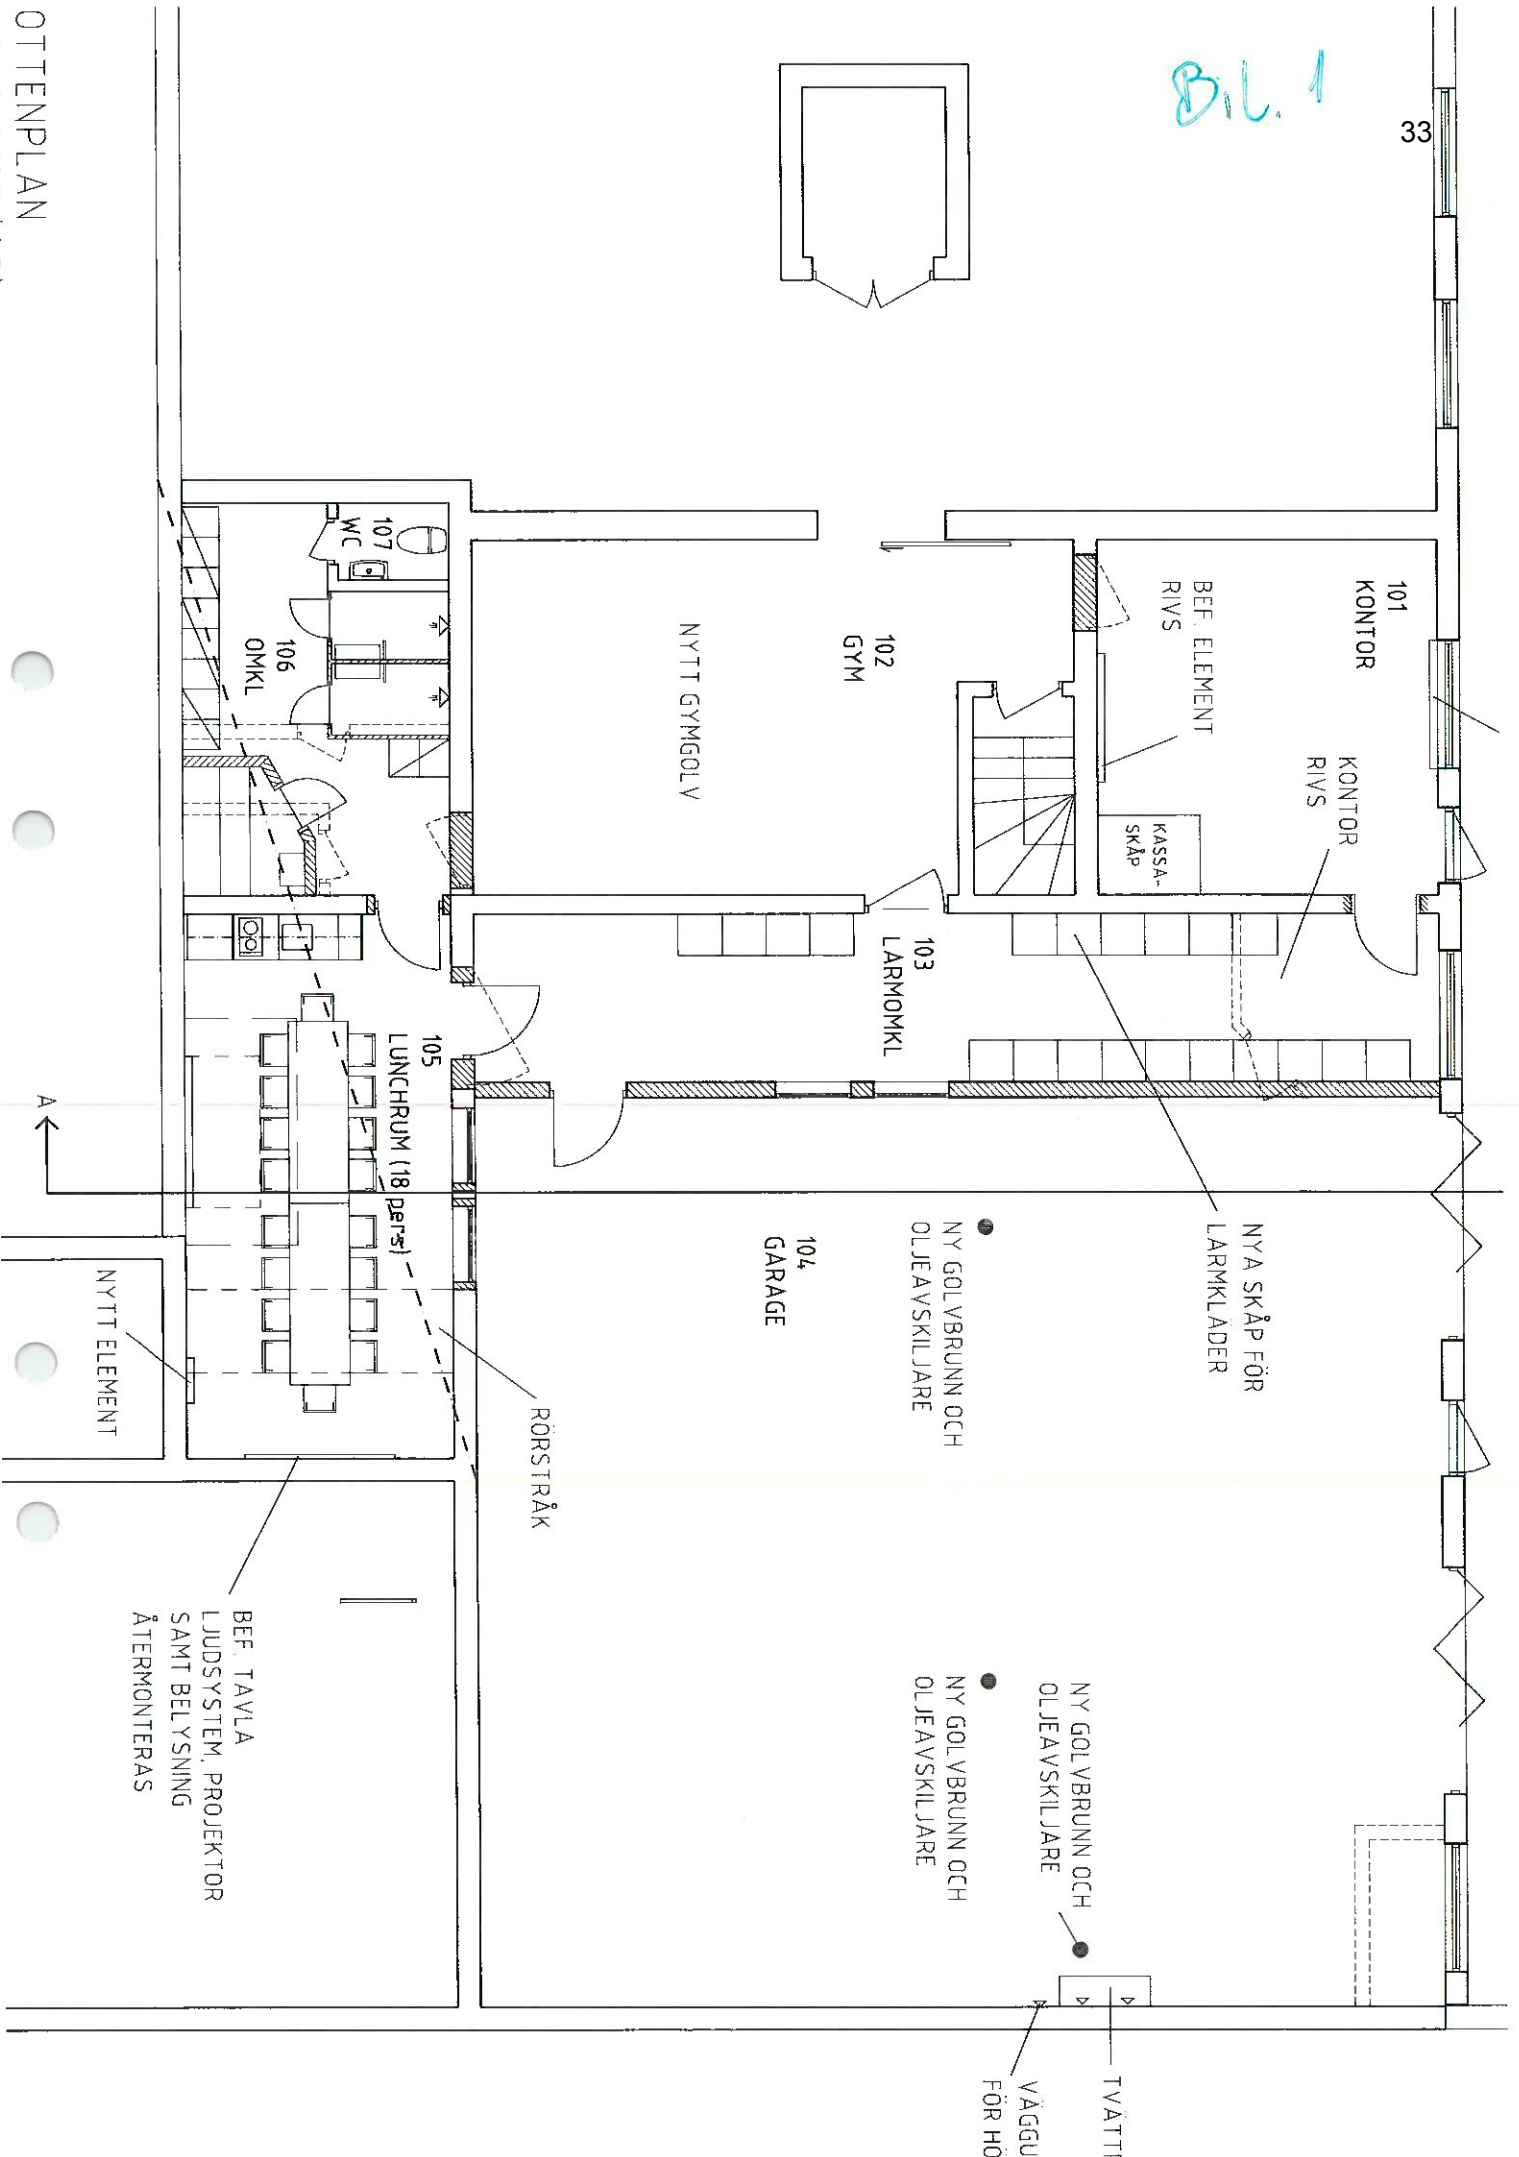 Bil. 1
33
101
KONTOR
BEF. ELEMENT
RIVS
KONTOR
RIVS
KASSA-
SKÅP
102
GYM
NYTT GYMGOLV
107
WC
106
OMKL
103
LARMOMKL
NYA SKÅP FÖR
LARMKLÄDER
105
LUNCHRUM (18 pers)
104
GARAGE
NY GOLVBRUNN OCH
OLJEAVSKILJARE
NY GOLVBRUNN OCH
OLJEAVSKILJARE
NY GOLVBRUNN OCH
OLJEAVSKILJARE
RÖRSTRÅK
NYTT ELEMENT
BEF. TAVLA
LJUDSYSTEM, PROJEKTOR
SAMT BELYSNING
ÅTERMONTERAS
A
TVÄTT
VÄGGU
FÖR HÖ
OTTENPLAN